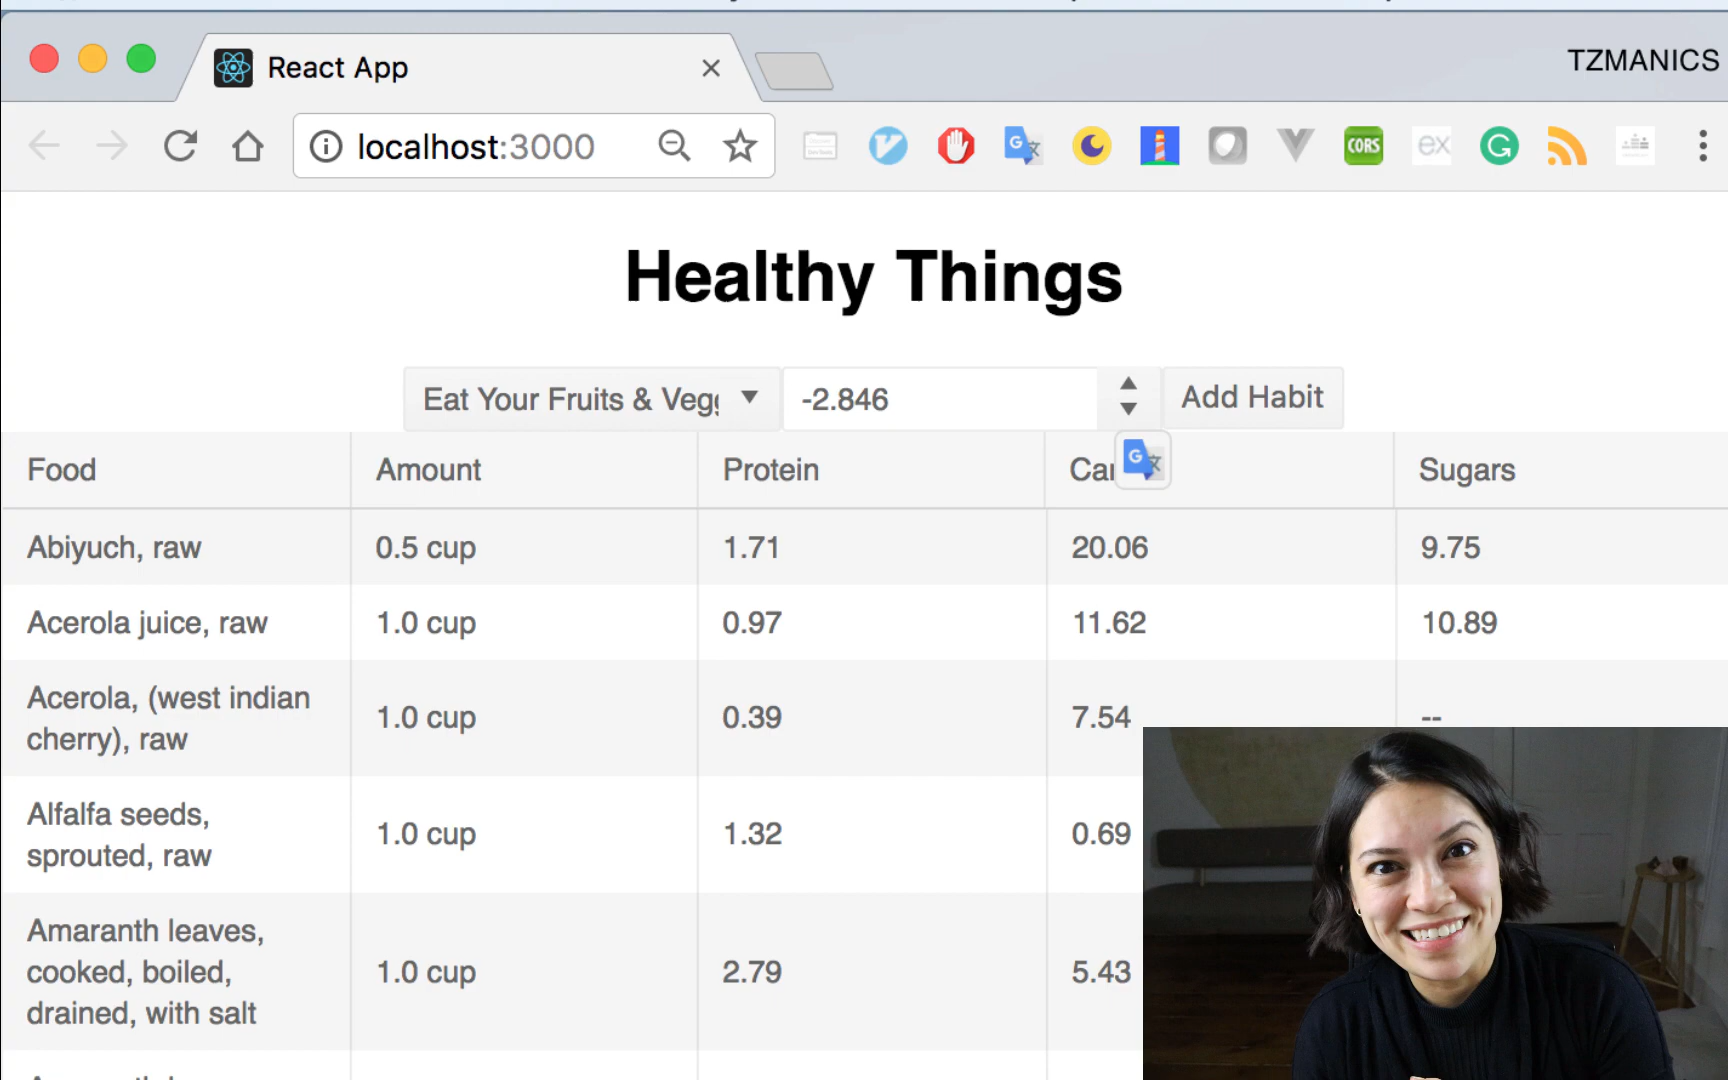 React App
TZMANICS
localhost:3000
CORS
ex
Healthy Things
Eat Your Fruits & Veg
-2.846
Add Habit
Food Amount Protein Car Sugars
Abiyuch, raw 0.5 cup 1.71 20.06 9.75
Acerola juice, raw 1.0 cup 0.97 11.62 10.89
Acerola, (west indian
cherry), raw 1.0 cup 0.39 7.54 --
Alfalfa seeds,
sprouted, raw 1.0 cup 1.32 0.69
Amaranth leaves,
cooked, boiled, 1.0 cup 2.79 5.43
drained, with salt